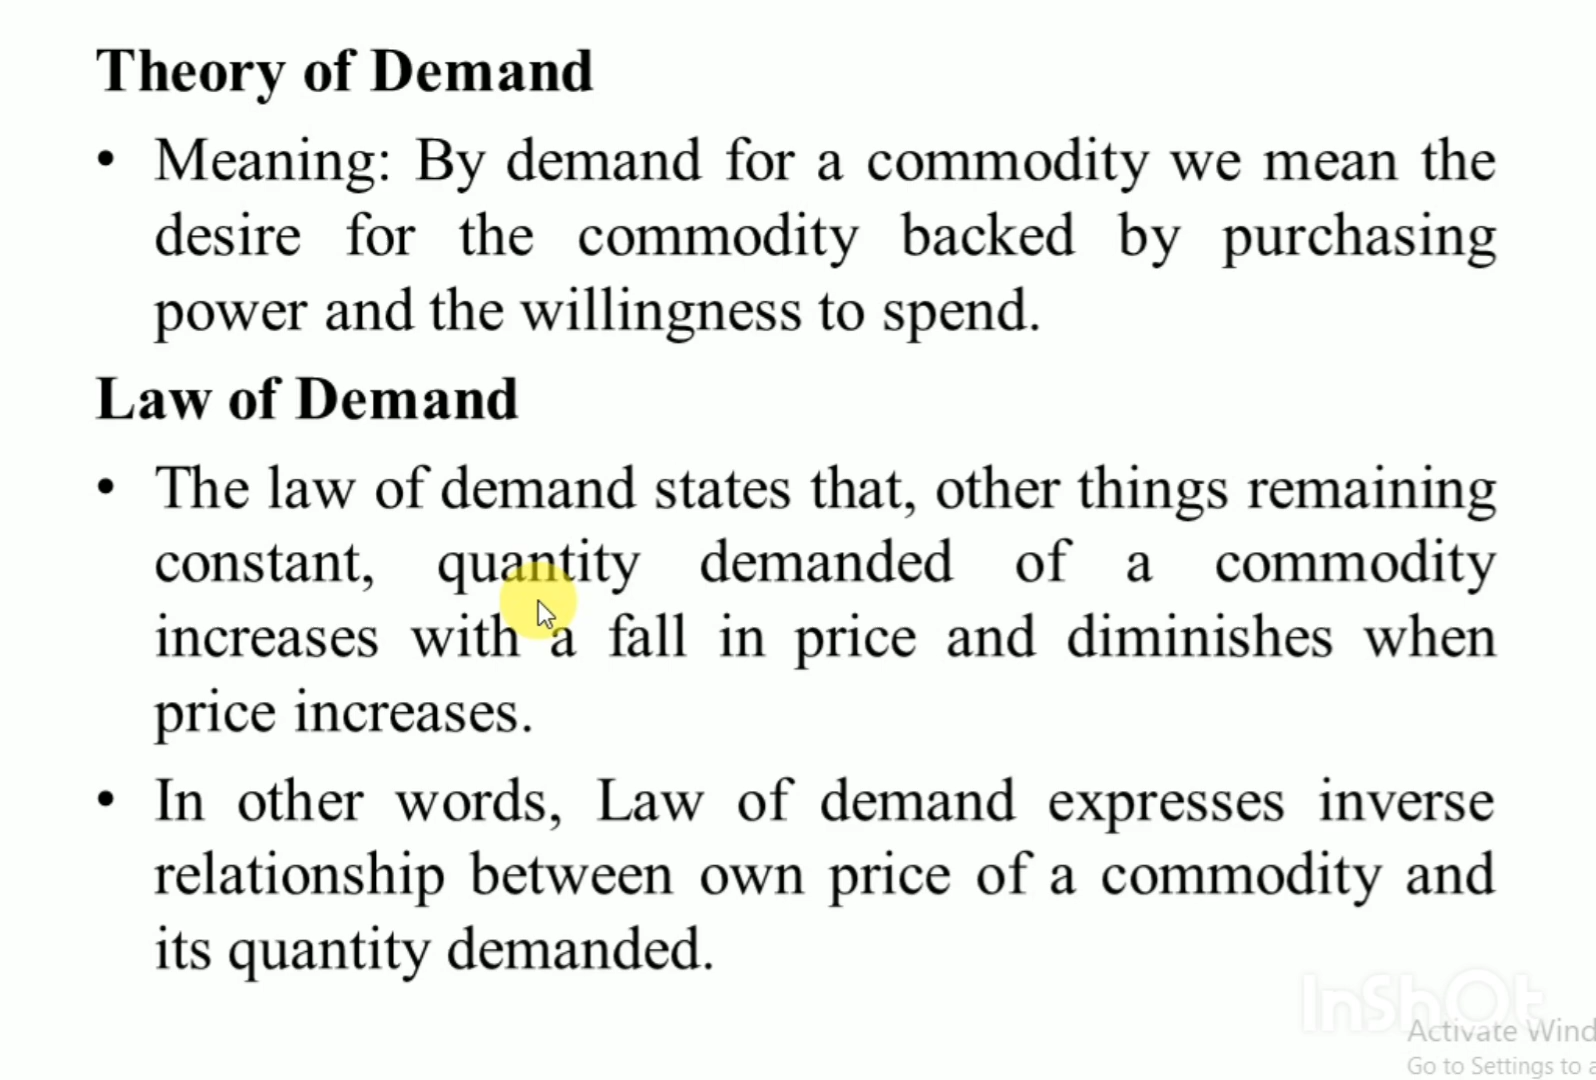 Theory of Demand
• Meaning: By demand for a commodity we mean the
desire for the commodity backed by purchasing
power and the willingness to spend.
Law of Demand
• The law of demand states that, other things remaining
constant, quantity demanded of a commodity
increases with a fall in price and diminishes when
price increases.
• In other words, Law of demand expresses inverse
relationship between own price of a commodity and
its quantity demanded.
InShOt
Activate Wind
Go to Settings to a